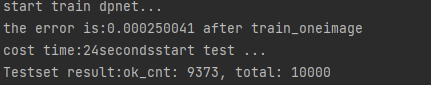 start train dpnet...
the error is:0.000250041 after train_oneimage
cost time:24secondsstart test ...
Testset result:ok_cnt: 9373, total: 10000